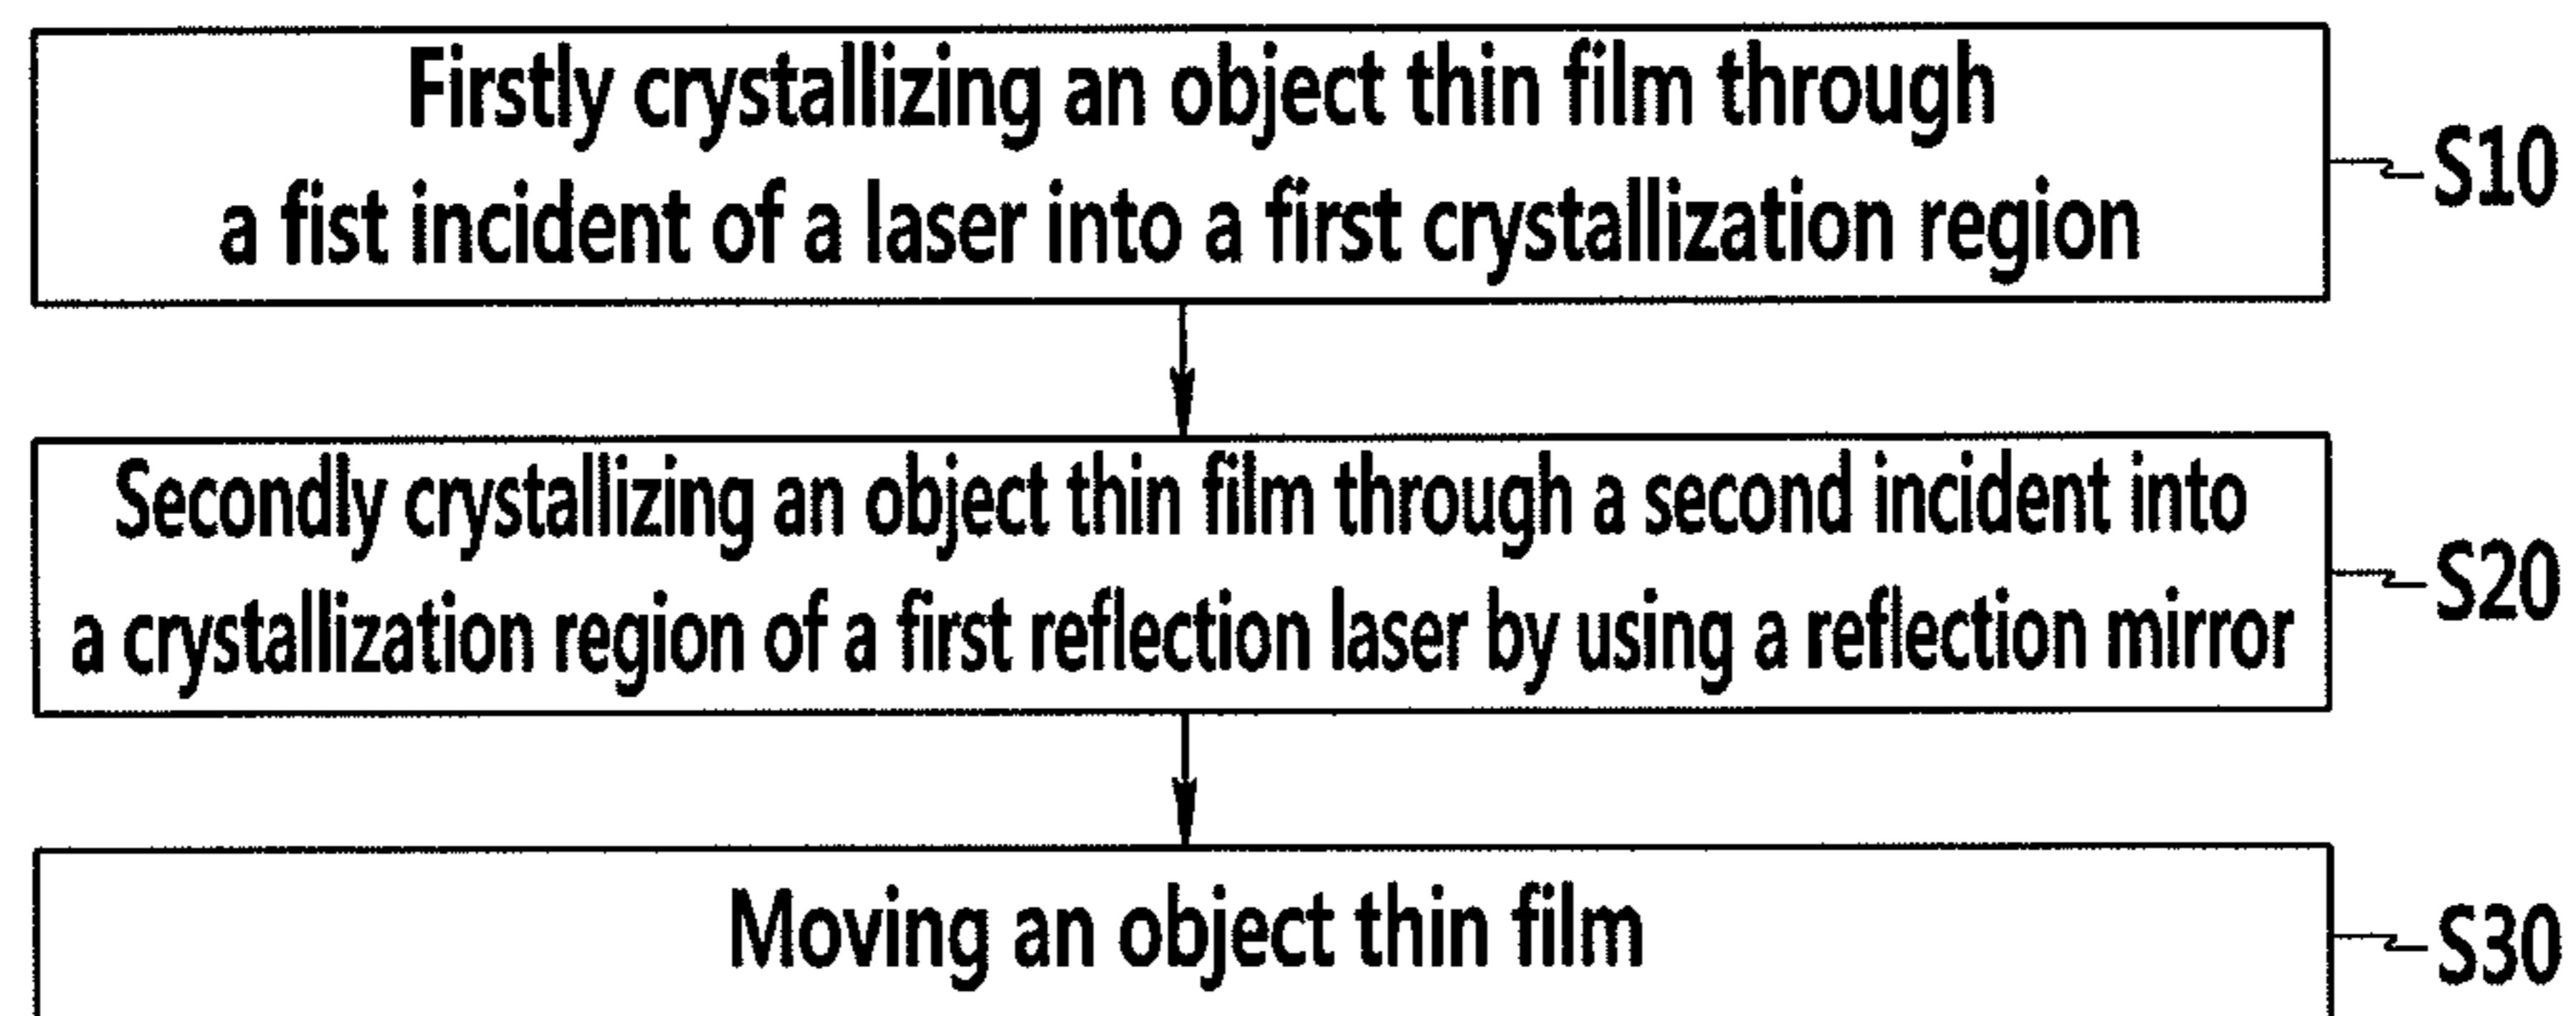 Firstly crystallizing an object thin film through
a fist incident of a laser into a first crystallization region
S10
Secondly crystallizing an object thin film through a second incident into
a crystallization region of a first reflection laser by using a reflection mirror
S20
Moving an object thin film
S30